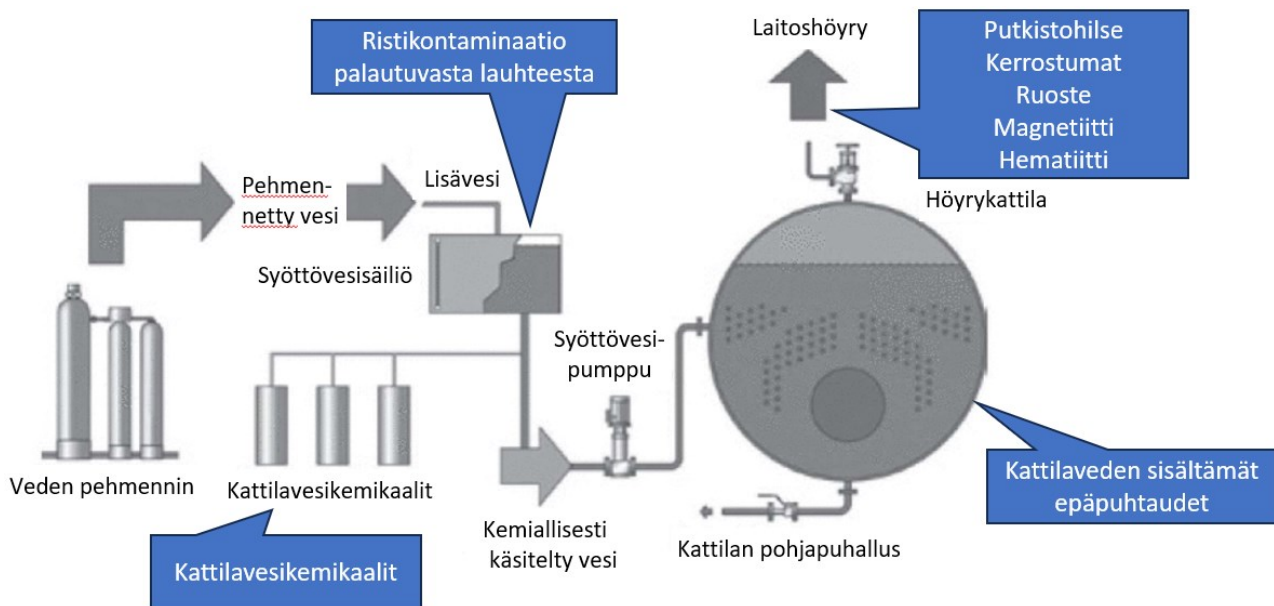 Ristikontaminaatio
palautuvasta lauhteesta
Laitoshöyry
Putkistohilse
Kerrostumat
Ruoste
Magnetiitti
Hematiitti
Pehmen-
netty vesi
Lisävesi
Höyrykattila
Syöttövesisäiliö
Syöttövesi-
pumppu
Veden pehmennin
Kattilavesikemikaalit
Kemiallisesti
käsitelty vesi
Kattilan pohjapuhallus
Kattilaveden sisältämät
epäpuhtaudet
Kattilavesikemikaalit